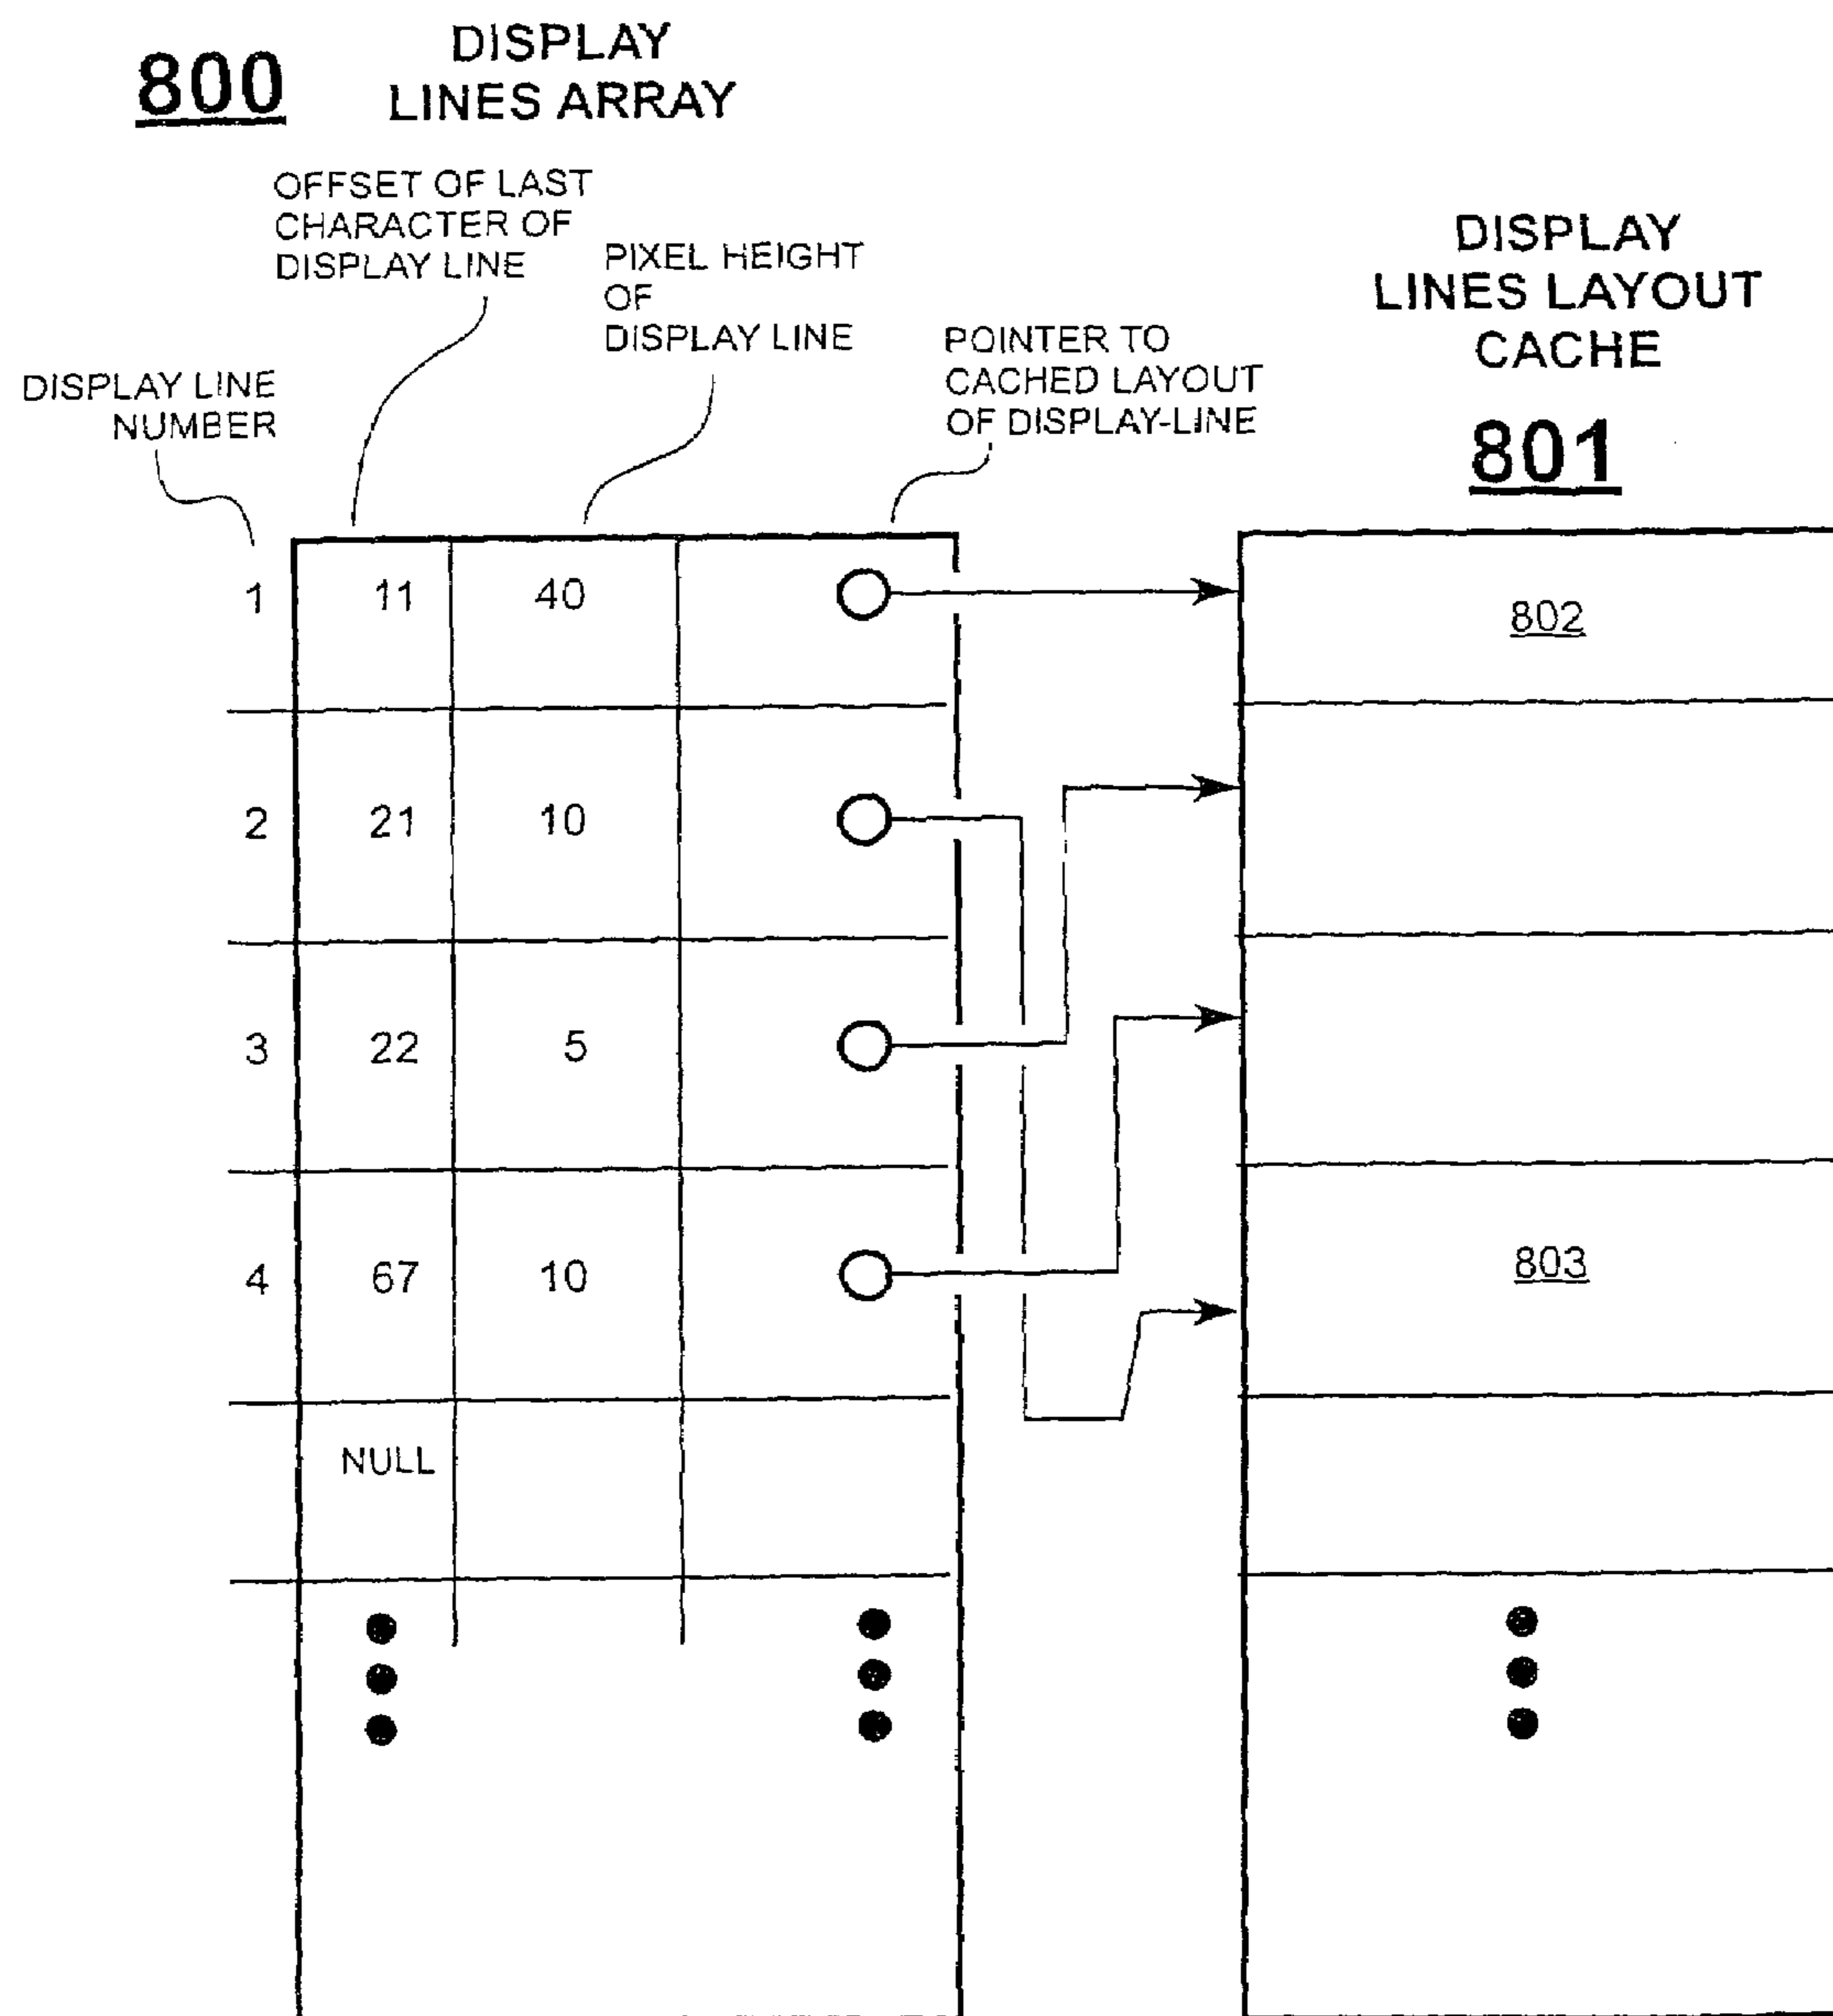 800
DISPLAY
LINES ARRAY
OFFSET OF LAST
CHARACTER OF
DISPLAY LINE
PIXEL HEIGHT
OF
DISPLAY LINE
POINTER TO
CACHED LAYOUT
OF DISPLAY-LINE
DISPLAY LINE
NUMBER
DISPLAY
LINES LAYOUT
CACHE
801
1 11 40
802
2 21 10
3 22 5
4 67 10
803
NULL